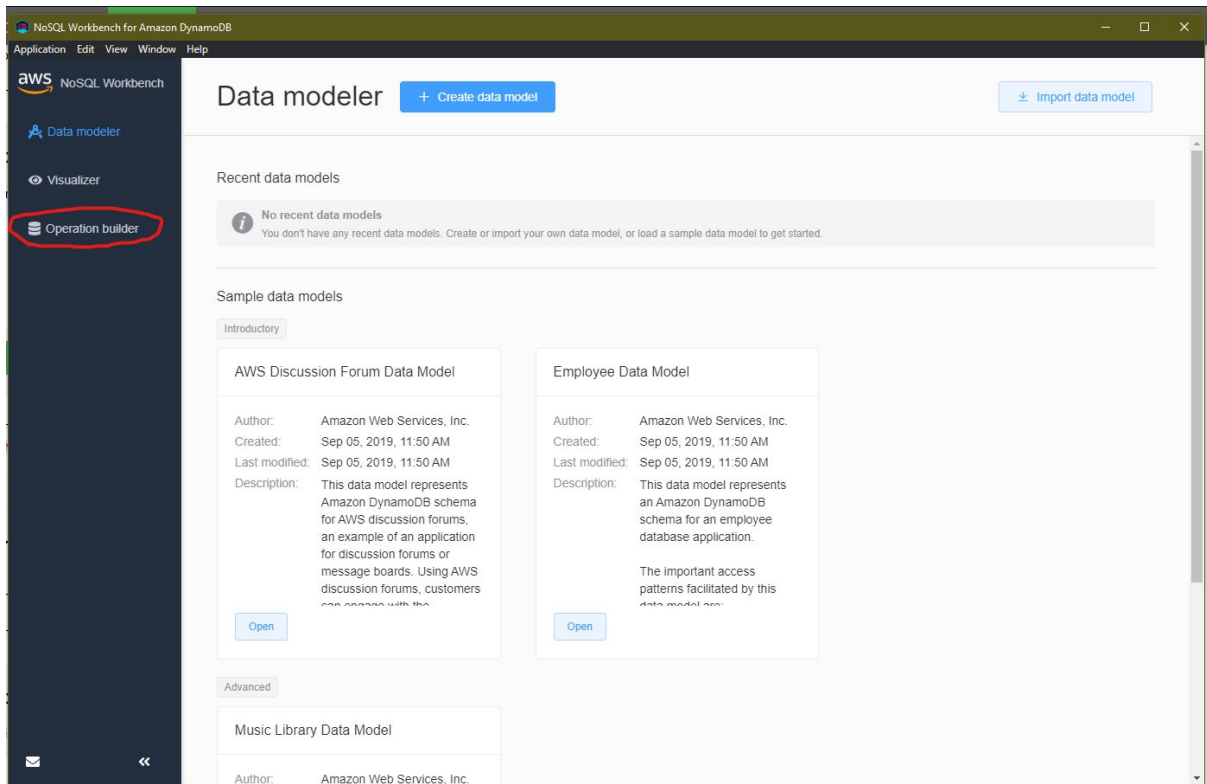 NoSQL Workbench for Amazon DynamoDB
Application Edit View Window Help
aws NoSQL Workbench
Data modeler
Visualizer
Operation builder
Data modeler
+ Create data model
Import data model
Recent data models
No recent data models
You don't have any recent data models. Create or import your own data model, or load a sample data model to get started.
Sample data models
Introductory
AWS Discussion Forum Data Model
Author: Amazon Web Services, Inc.
Created: Sep 05, 2019, 11:50 AM
Last modified: Sep 05, 2019, 11:50 AM
Description: This data model represents
Amazon DynamoDB schema
for AWS discussion forums,
an example of an application
for discussion forums or
message boards. Using AWS
discussion forums, customers
can engage with the
Open
Employee Data Model
Author: Amazon Web Services, Inc.
Created: Sep 05, 2019, 11:50 AM
Last modified: Sep 05, 2019, 11:50 AM
Description: This data model represents
an Amazon DynamoDB
schema for an employee
database application.
The important access
patterns facilitated by this
data model are:
Open
Advanced
Music Library Data Model
Author: Amazon Web Services, Inc.